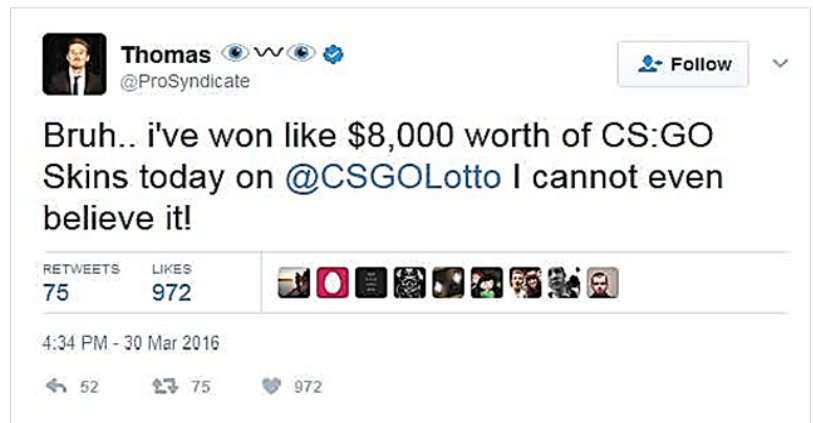 Thomas 👁〰👁
@ProSyndicate
Follow
Bruh.. i've won like $8,000 worth of CS:GO
Skins today on @CSGOLotto I cannot even
believe it!
RETWEETS LIKES
75 972
4:34 PM - 30 Mar 2016
52 75 972